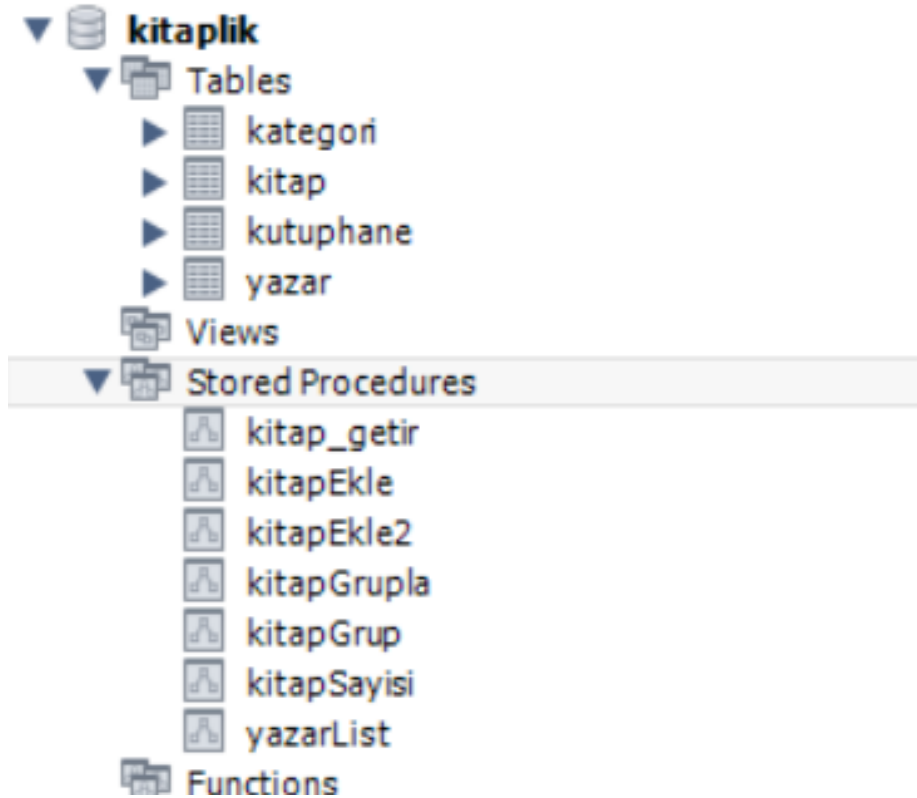 kitaplik
Tables
kategori
kitap
kutuphane
yazar
Views
Stored Procedures
kitap_getir
kitapEkle
kitapEkle2
kitapGrupla
kitapGrup
kitapSayisi
yazarList
Functions